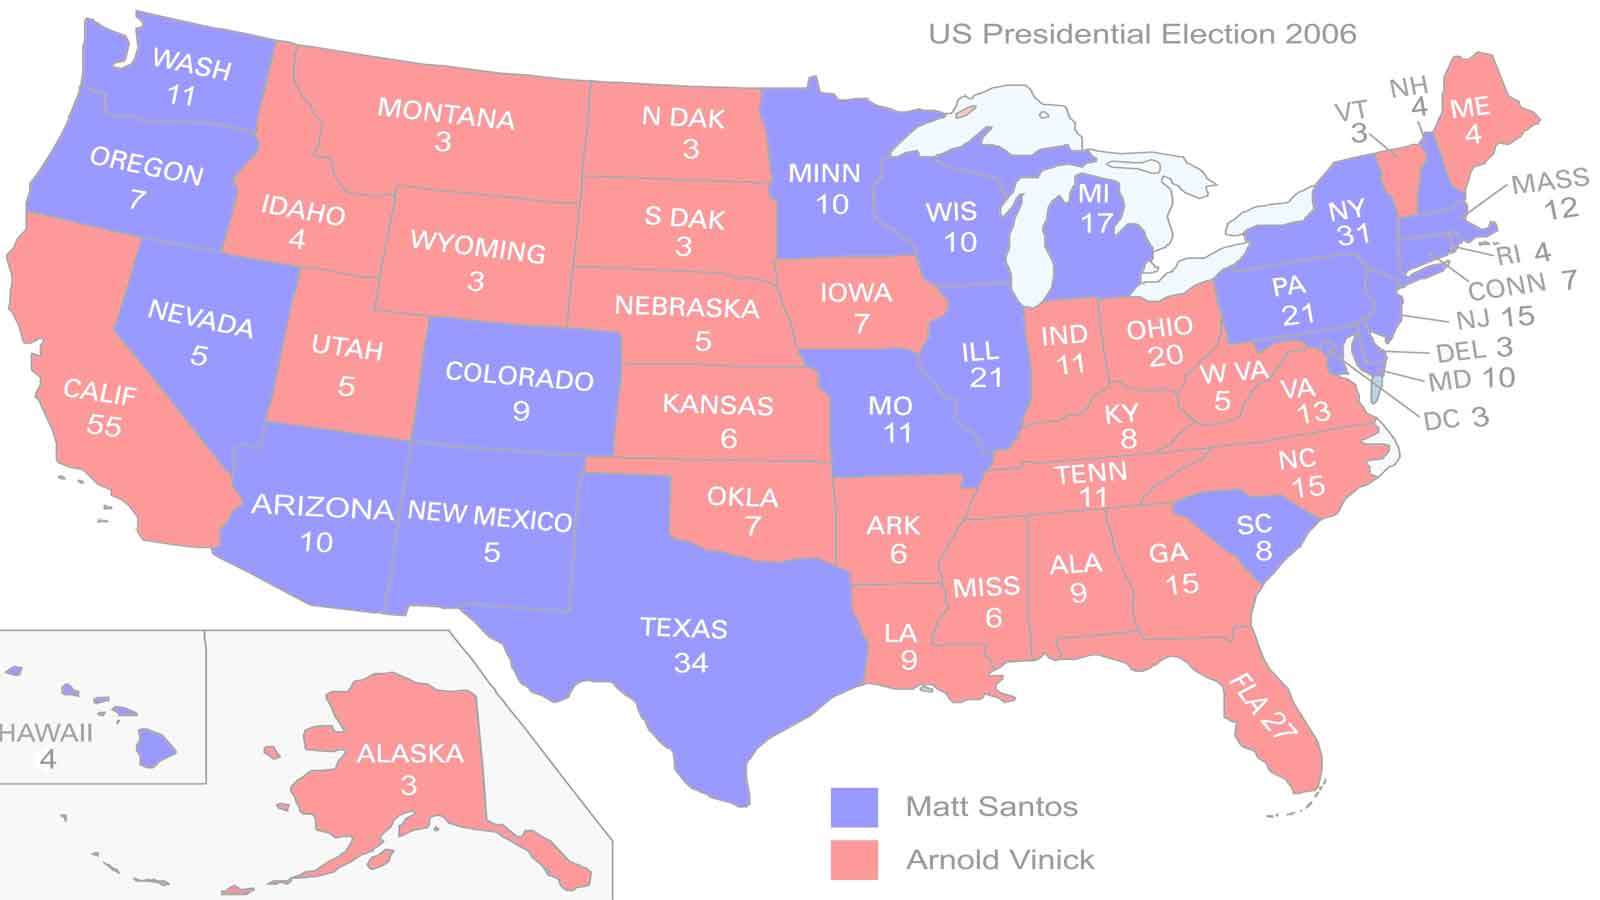 US Presidential Election 2006
WASH
11
OREGON
7
MONTANA
3
IDAHO
4
WYOMING
3
N DAK
3
S DAK
3
NEBRASKA
5
MINN
10
WIS
10
MI
17
IOWA
7
CALIF
55
NEVADA
5
UTAH
5
COLORADO
9
KANSAS
6
MO
11
ILL
21
IND
11
OHIO
20
KY
8
W VA
5
VA
13
PA
21
NY
31
VT
3
NH
4
ME
4
MASS
12
RI 4
CONN 7
NJ 15
DEL 3
MD 10
DC 3
ARIZONA
10
NEW MEXICO
5
OKLA
7
TEXAS
34
ARK
6
LA
9
TENN
11
MISS
6
ALA
9
GA
15
NC
15
SC
8
FLA 27
HAWAII
4
ALASKA
3
Matt Santos
Arnold Vinick